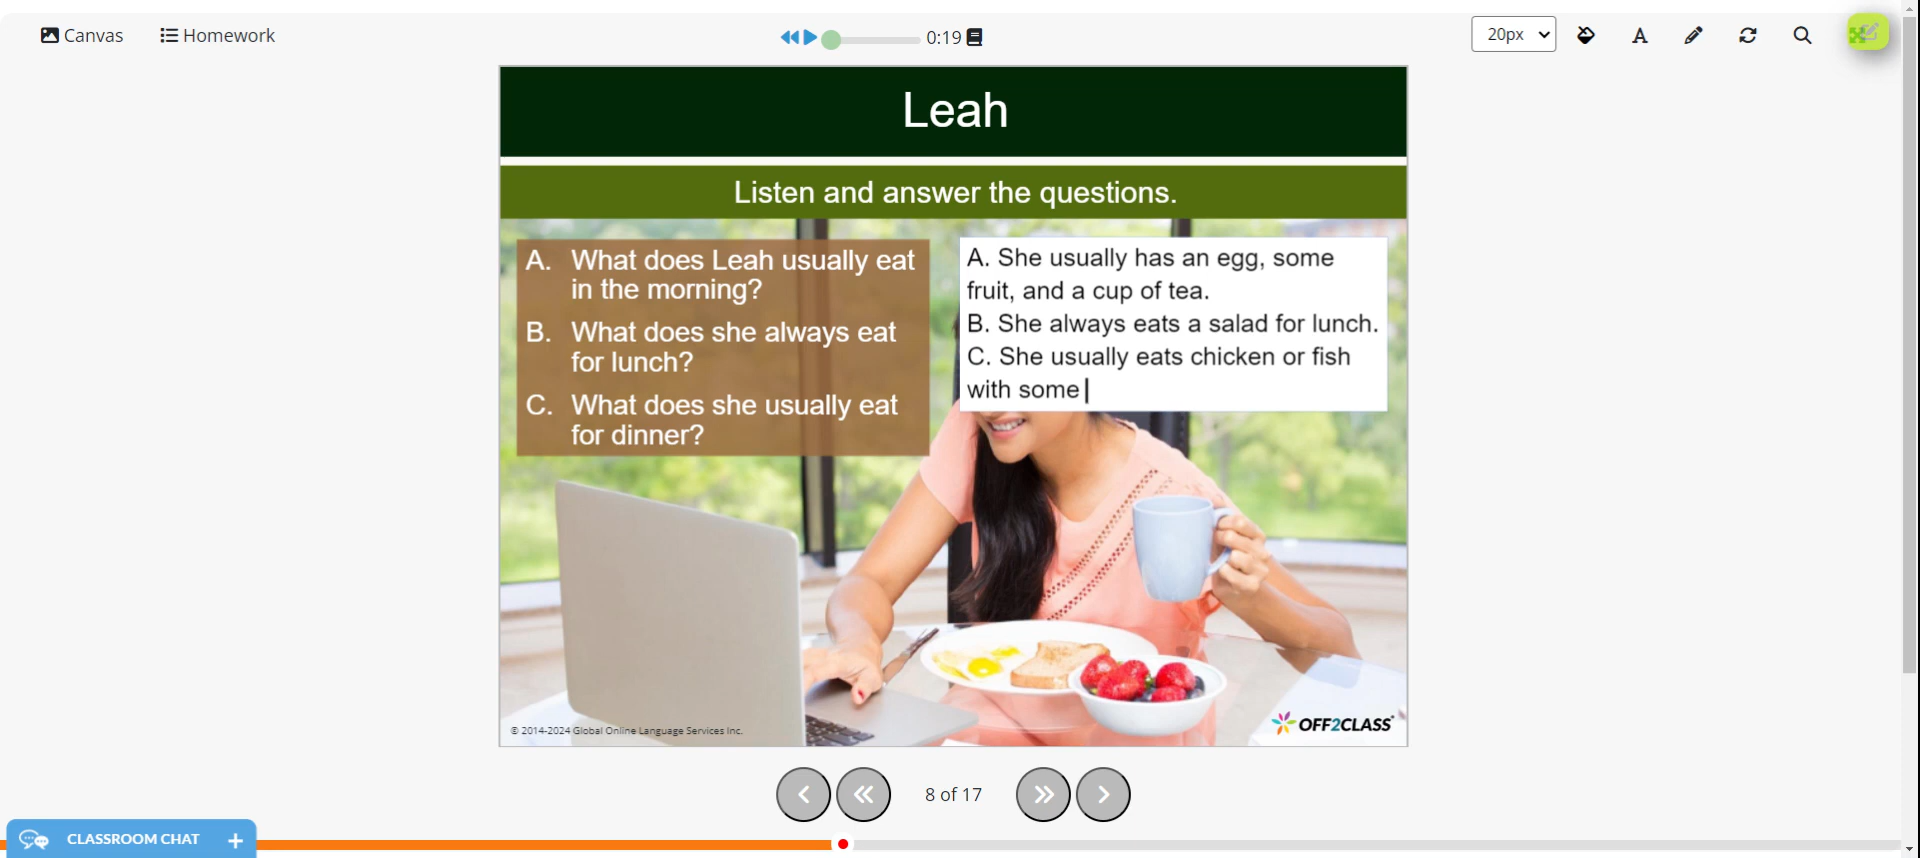 Canvas
Homework
0:19
20px
A
Leah
Listen and answer the questions.
A. What does Leah usually eat
in the morning?
B. What does she always eat
for lunch?
C. What does she usually eat
for dinner?
A. She usually has an egg, some
fruit, and a cup of tea.
B. She always eats a salad for lunch.
C. She usually eats chicken or fish
with some
© 2014-2024 Global Online Language Services Inc.
OFF2CLASS
8 of 17
CLASSROOM CHAT +